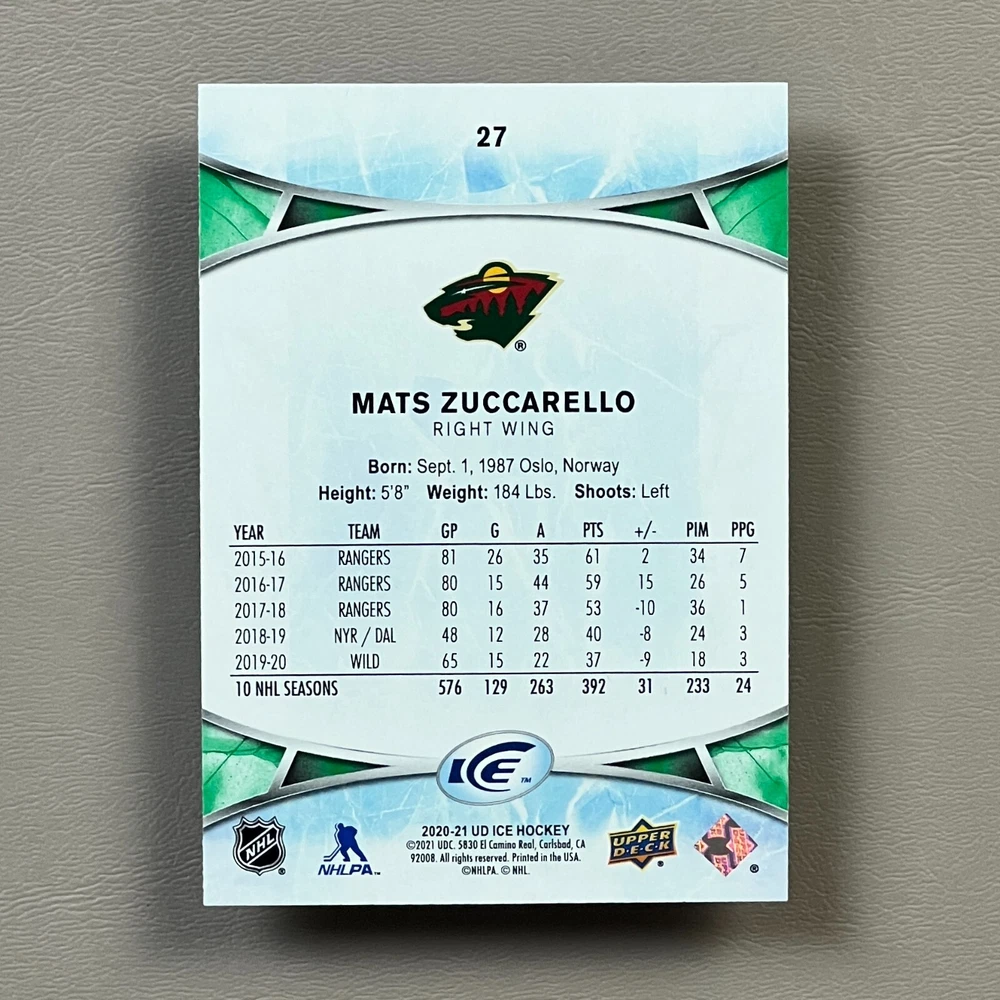 27
®
MATS ZUCCARELLO
RIGHT WING
Born: Sept. 1, 1987 Oslo, Norway
Height: 5'8" Weight: 184 Lbs. Shoots: Left
YEAR TEAM GP G A PTS +/- PIM PPG
2015-16 RANGERS 81 26 35 61 2 34 7
2016-17 RANGERS 80 15 44 59 15 26 5
2017-18 RANGERS 80 16 37 53 -10 36 1
2018-19 NYR / DAL 48 12 28 40 -8 24 3
2019-20 WILD 65 15 22 37 -9 18 3
10 NHL SEASONS 576 129 263 392 31 233 24
ICE ™
NHL ®
NHLPA ™
2020-21 UD ICE HOCKEY
©2021 UDC. 5830 El Camino Real, Carlsbad, CA
92008. All rights reserved. Printed in the USA.
©NHLPA. © NHL.
UPPER DECK ®
®